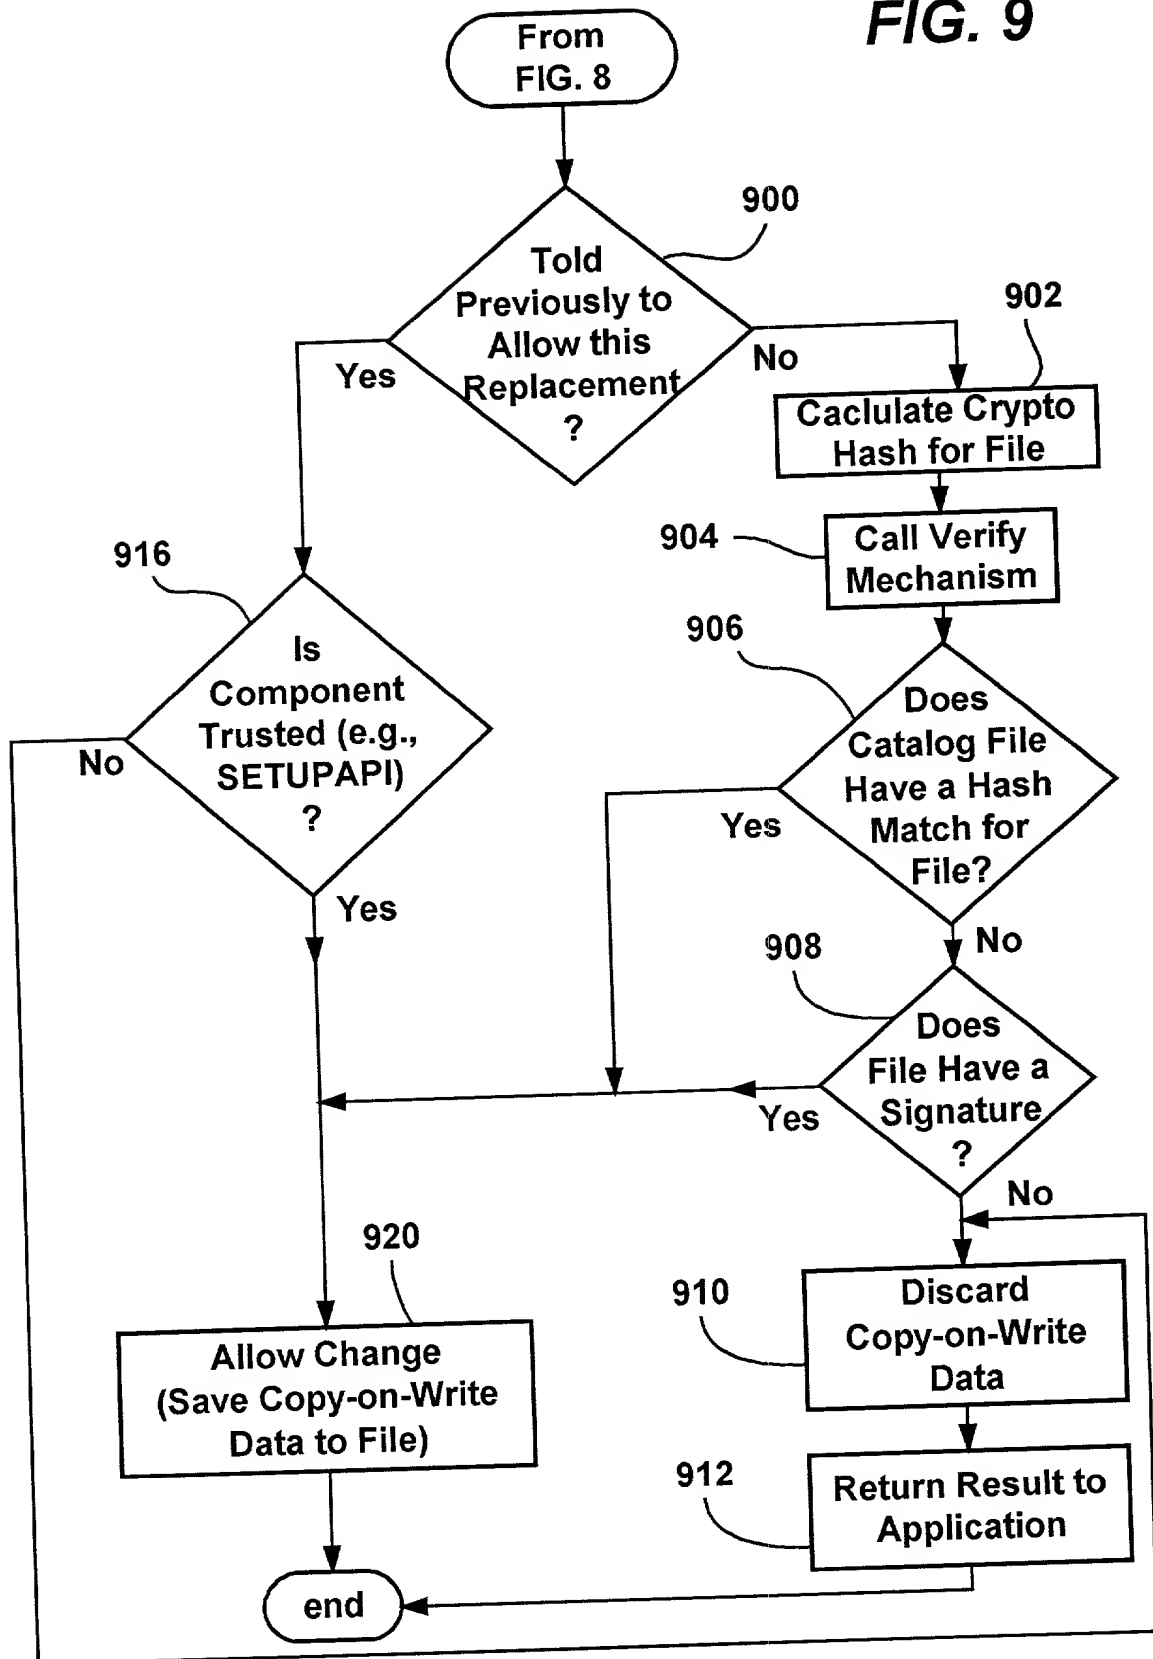 FIG. 9
From
FIG. 8
900
Told
Previously to
Allow this
Replacement
?
Yes
No
902
Caclulate Crypto
Hash for File
904
Call Verify
Mechanism
916
Is
Component
Trusted (e.g.,
SETUPAPI)
?
No
Yes
906
Does
Catalog File
Have a Hash
Match for
File?
Yes
No
908
Does
File Have a
Signature
?
Yes
No
920
Allow Change
(Save Copy-on-Write
Data to File)
910
Discard
Copy-on-Write
Data
912
Return Result to
Application
end